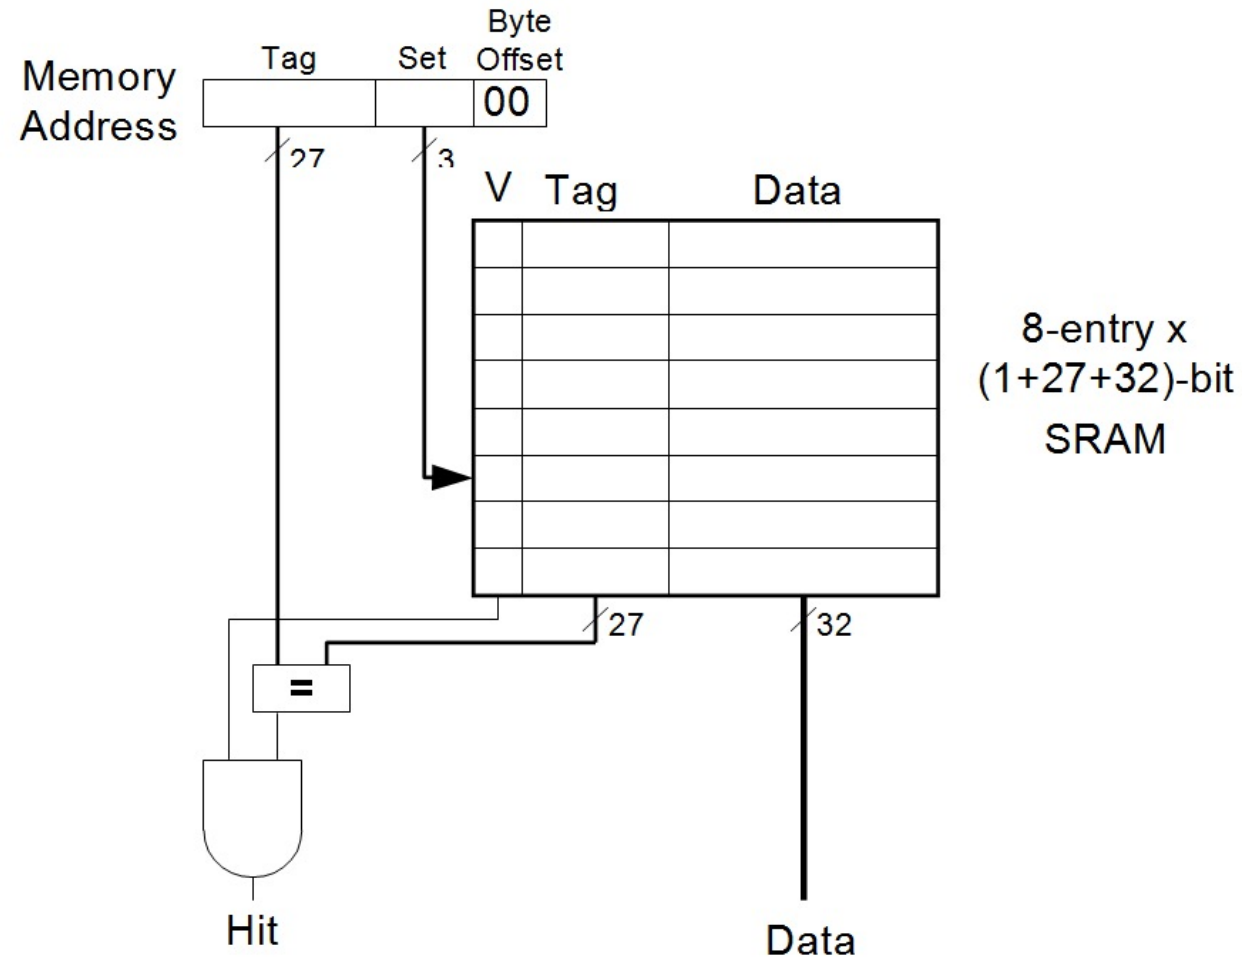 Byte
Tag Set Offset
Memory
Address
00
27 3
V Tag Data
8-entry x
(1+27+32)-bit
SRAM
27 32
=
Hit
Data